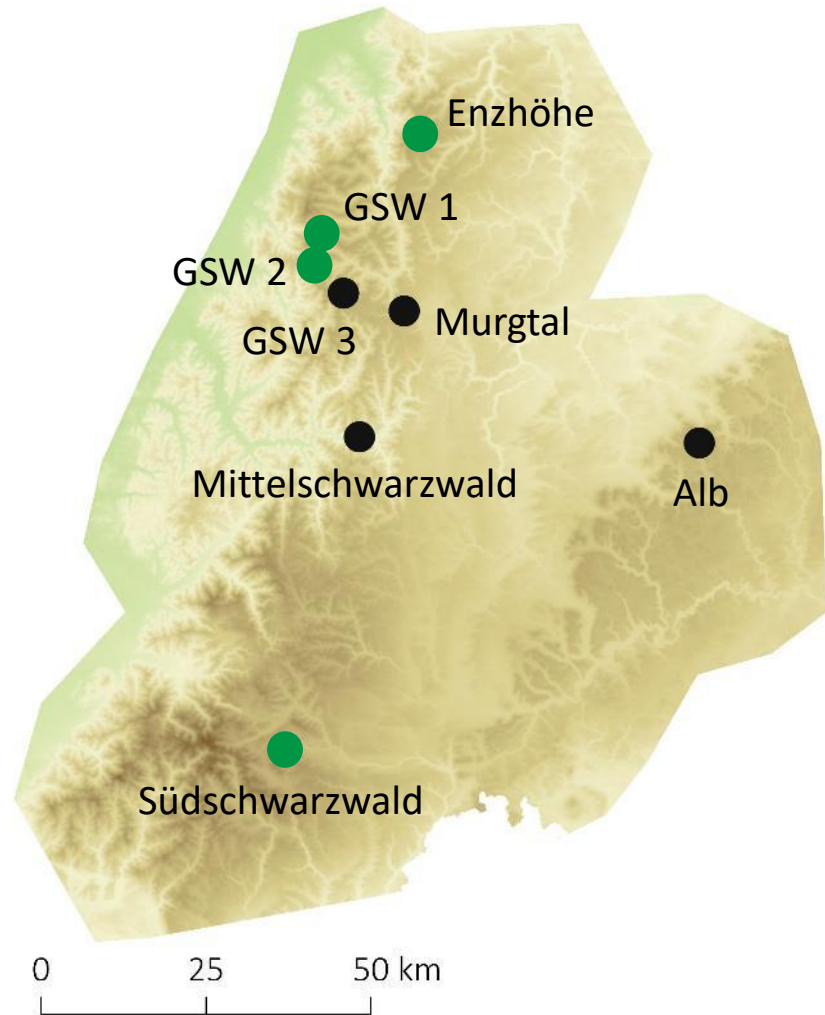 Enzhöhe
GSW 1
GSW 2
GSW 3
Murgtal
Mittelschwarzwald
Alb
Südschwarzwald
0 25 50 km